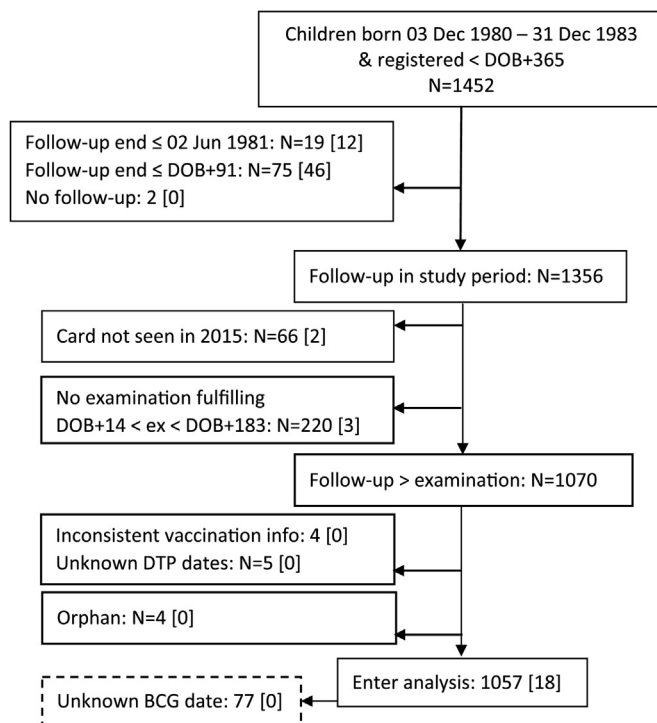 Children born 03 Dec 1980 – 31 Dec 1983
& registered < DOB+365
N=1452
Follow-up end ≤ 02 Jun 1981: N=19 [12]
Follow-up end ≤ DOB+91: N=75 [46]
No follow-up: 2 [0]
Follow-up in study period: N=1356
Card not seen in 2015: N=66 [2]
No examination fulfilling
DOB+14 < ex < DOB+183: N=220 [3]
Follow-up > examination: N=1070
Inconsistent vaccination info: 4 [0]
Unknown DTP dates: N=5 [0]
Orphan: N=4 [0]
Enter analysis: 1057 [18]
Unknown BCG date: 77 [0]